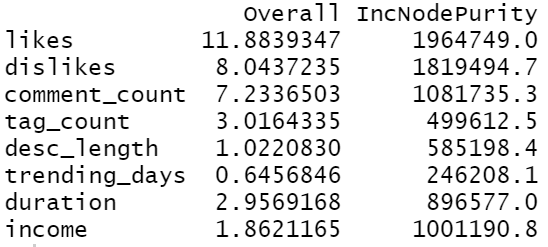 Overall IncNodePurity
likes 11.8839347 1964749.0
dislikes 8.0437235 1819494.7
comment_count 7.2336503 1081735.3
tag_count 3.0164335 499612.5
desc_length 1.0220830 585198.4
trending_days 0.6456846 246208.1
duration 2.9569168 896577.0
income 1.8621165 1001190.8